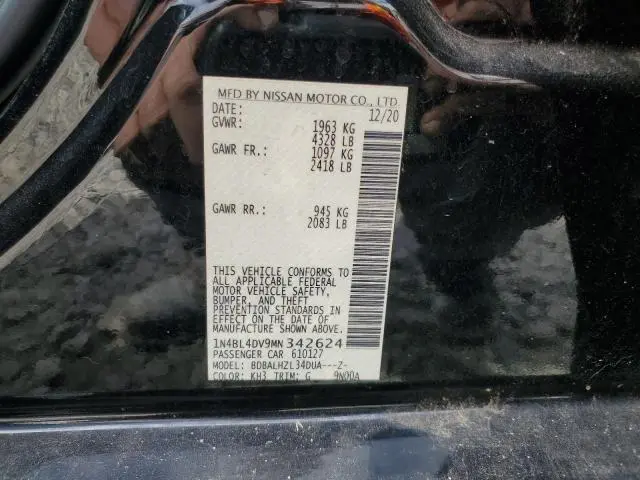 MFD BY NISSAN MOTOR CO., LTD.
DATE: 12/20
GVWR: 1963 KG
4328 LB
GAWR FR.: 1097 KG
2418 LB
GAWR RR.: 945 KG
2083 LB
THIS VEHICLE CONFORMS TO
ALL APPLICABLE FEDERAL
MOTOR VEHICLE SAFETY,
BUMPER, AND THEFT
PREVENTION STANDARDS IN
EFFECT ON THE DATE OF
MANUFACTURE SHOWN ABOVE.
1N4BL4DV9MN342624
PASSENGER CAR 610127
MODEL: BDBALHZL34DUA---Z-
COLOR: KH3 TRIM: G 9N00A